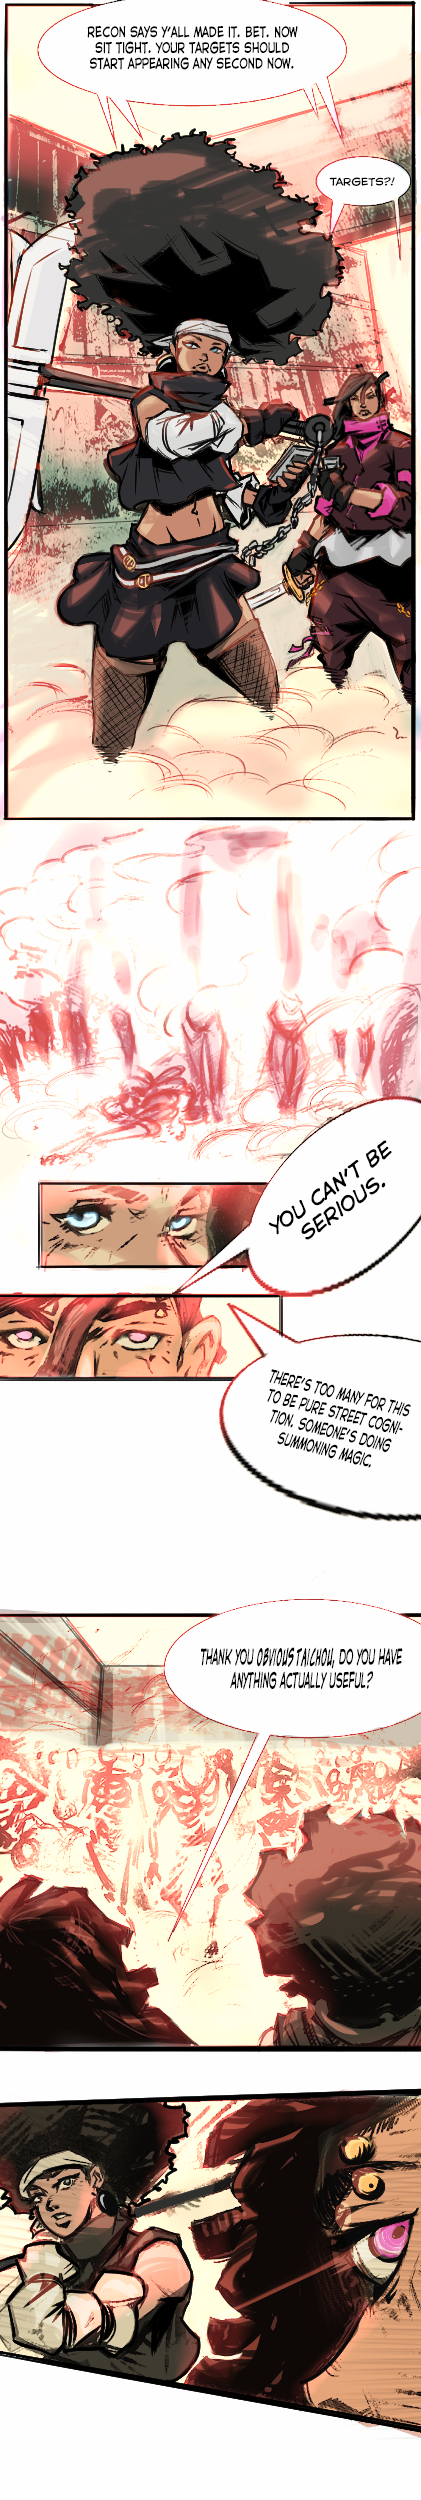 RECON SAYS Y'ALL MADE IT. BET. NOW
SIT TIGHT. YOUR TARGETS SHOULD
START APPEARING ANY SECOND NOW.
TARGETS?!
YOU CAN'T BE
SERIOUS.
THERE'S TOO MANY FOR THIS
TO BE PURE STREET COGNI-
TION. SOMEONE'S DOING
SUMMONING MAGIC.
THANK YOU OBVIOUS TAICHOU, DO YOU HAVE
ANYTHING ACTUALLY USEFUL?